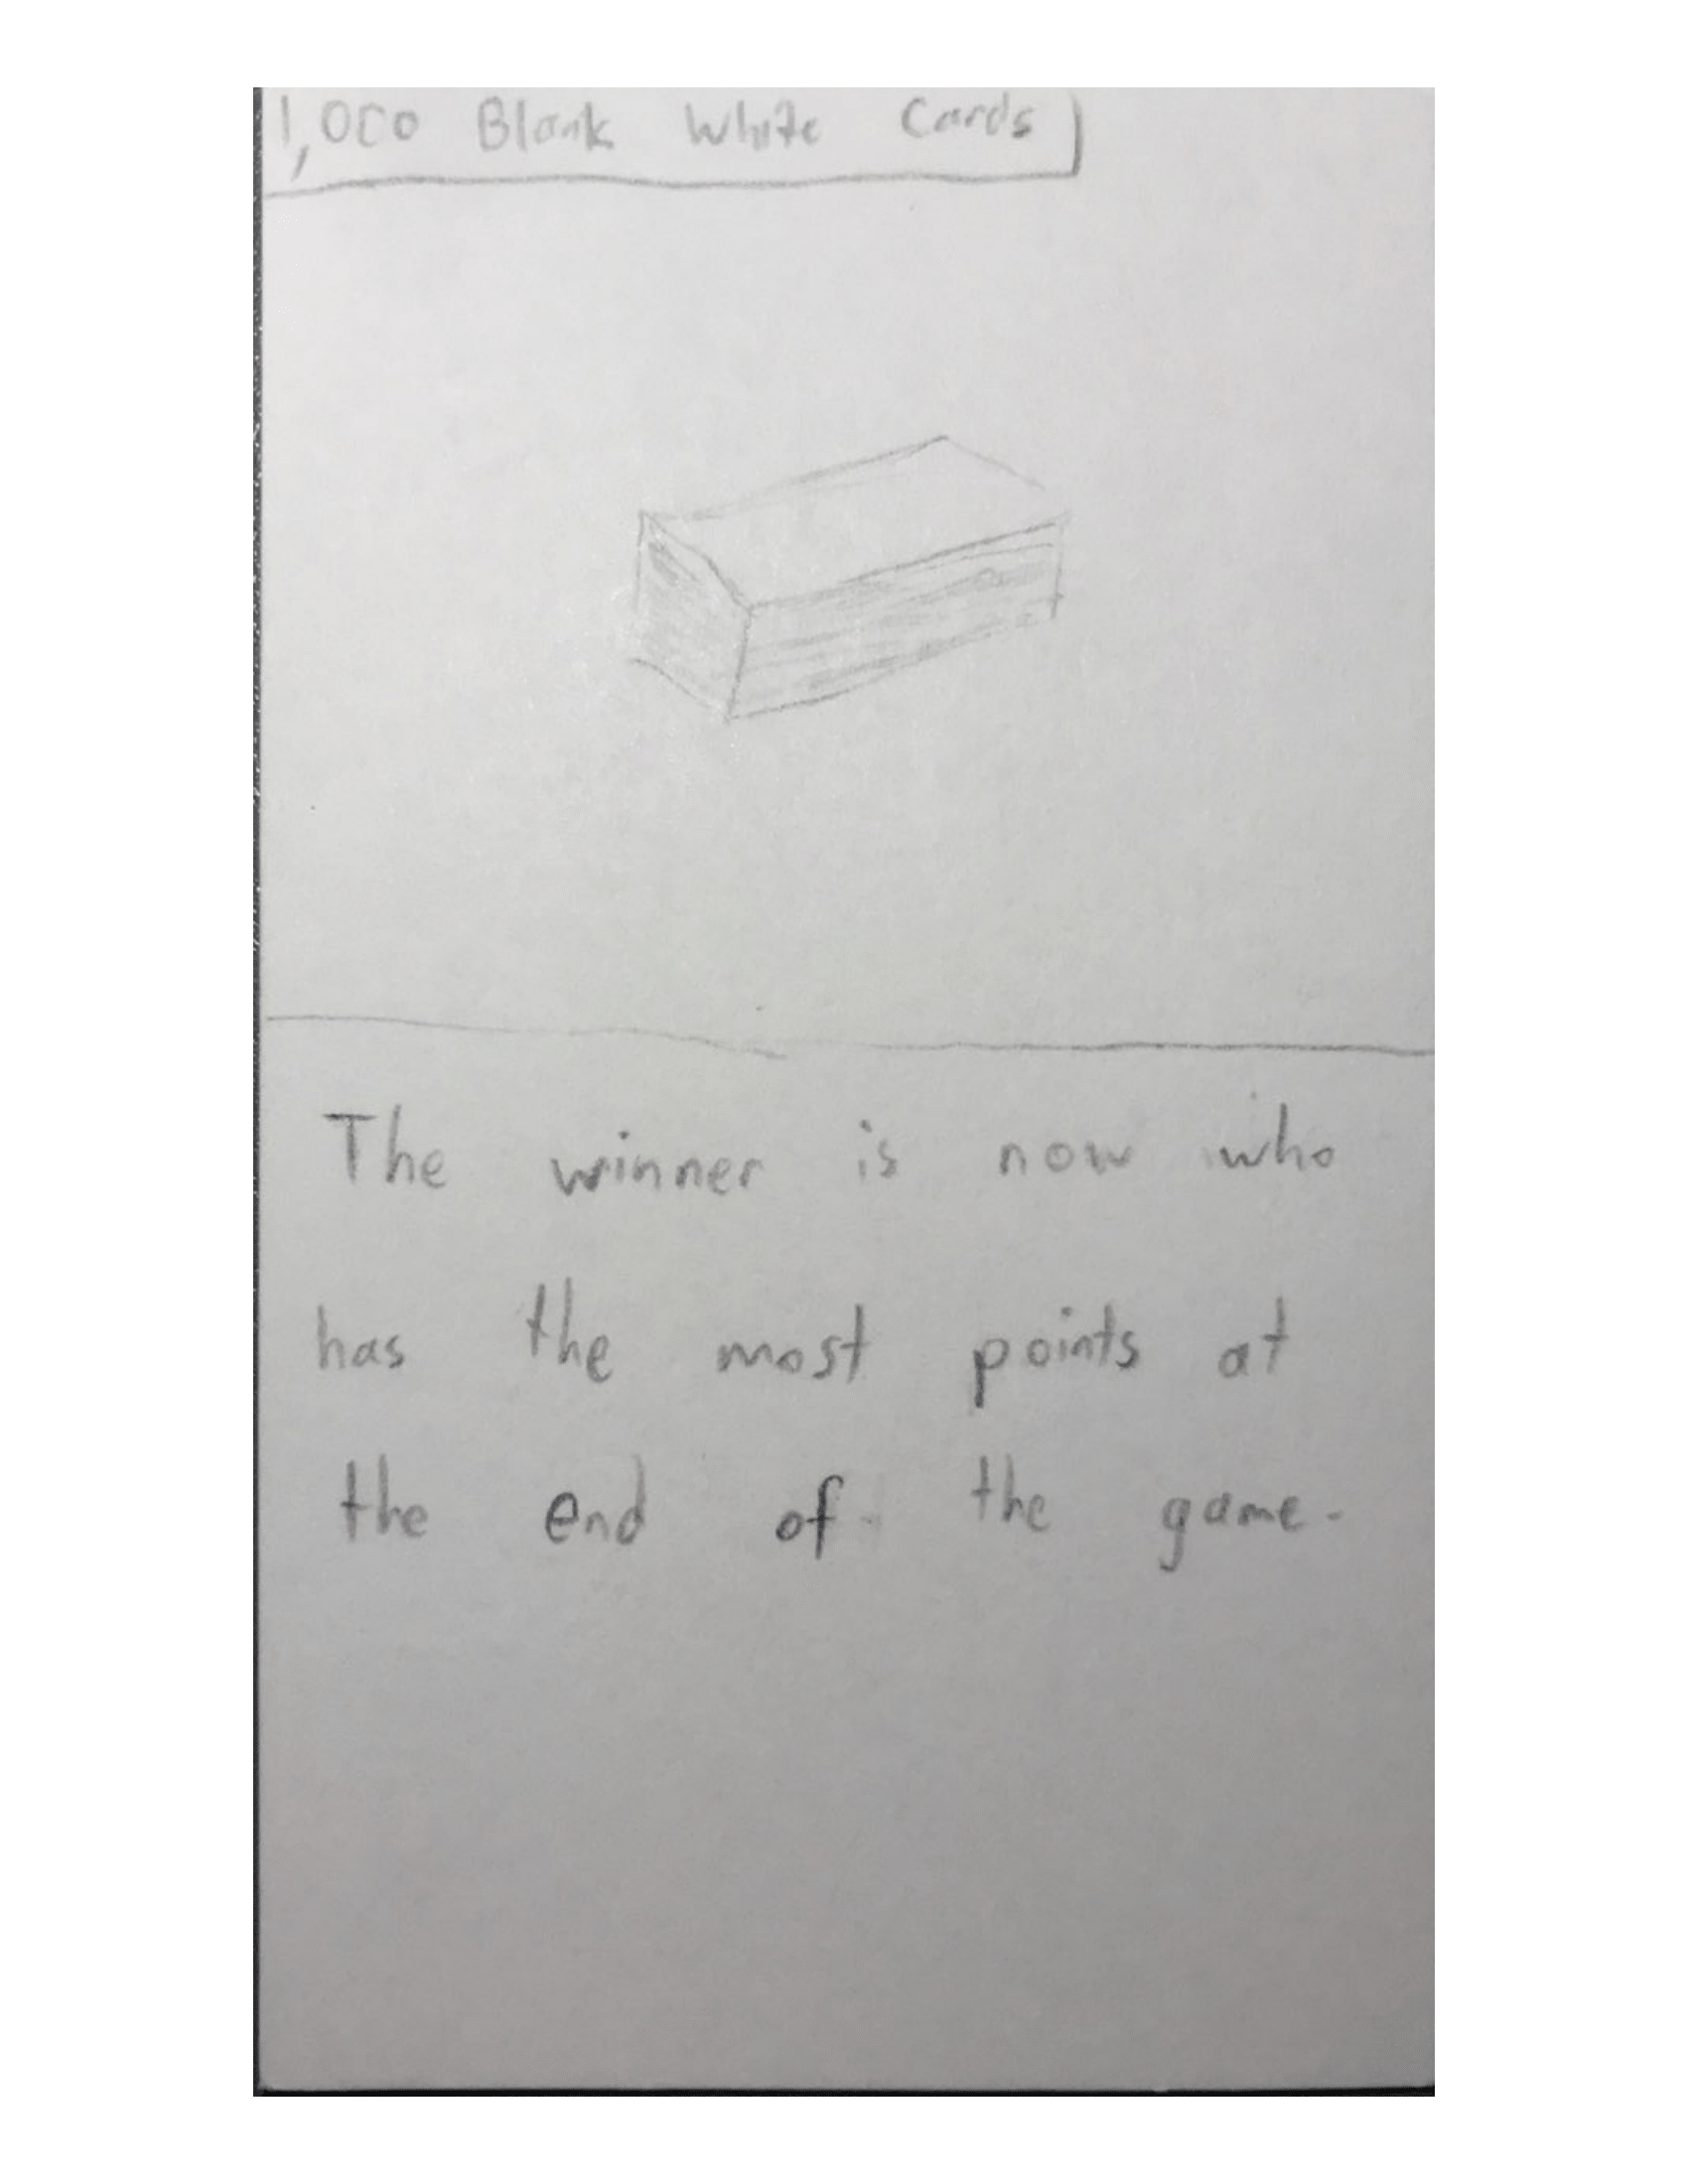 1,000 Blank White Cards
The winner is now who
has the most points at
the end of the game.